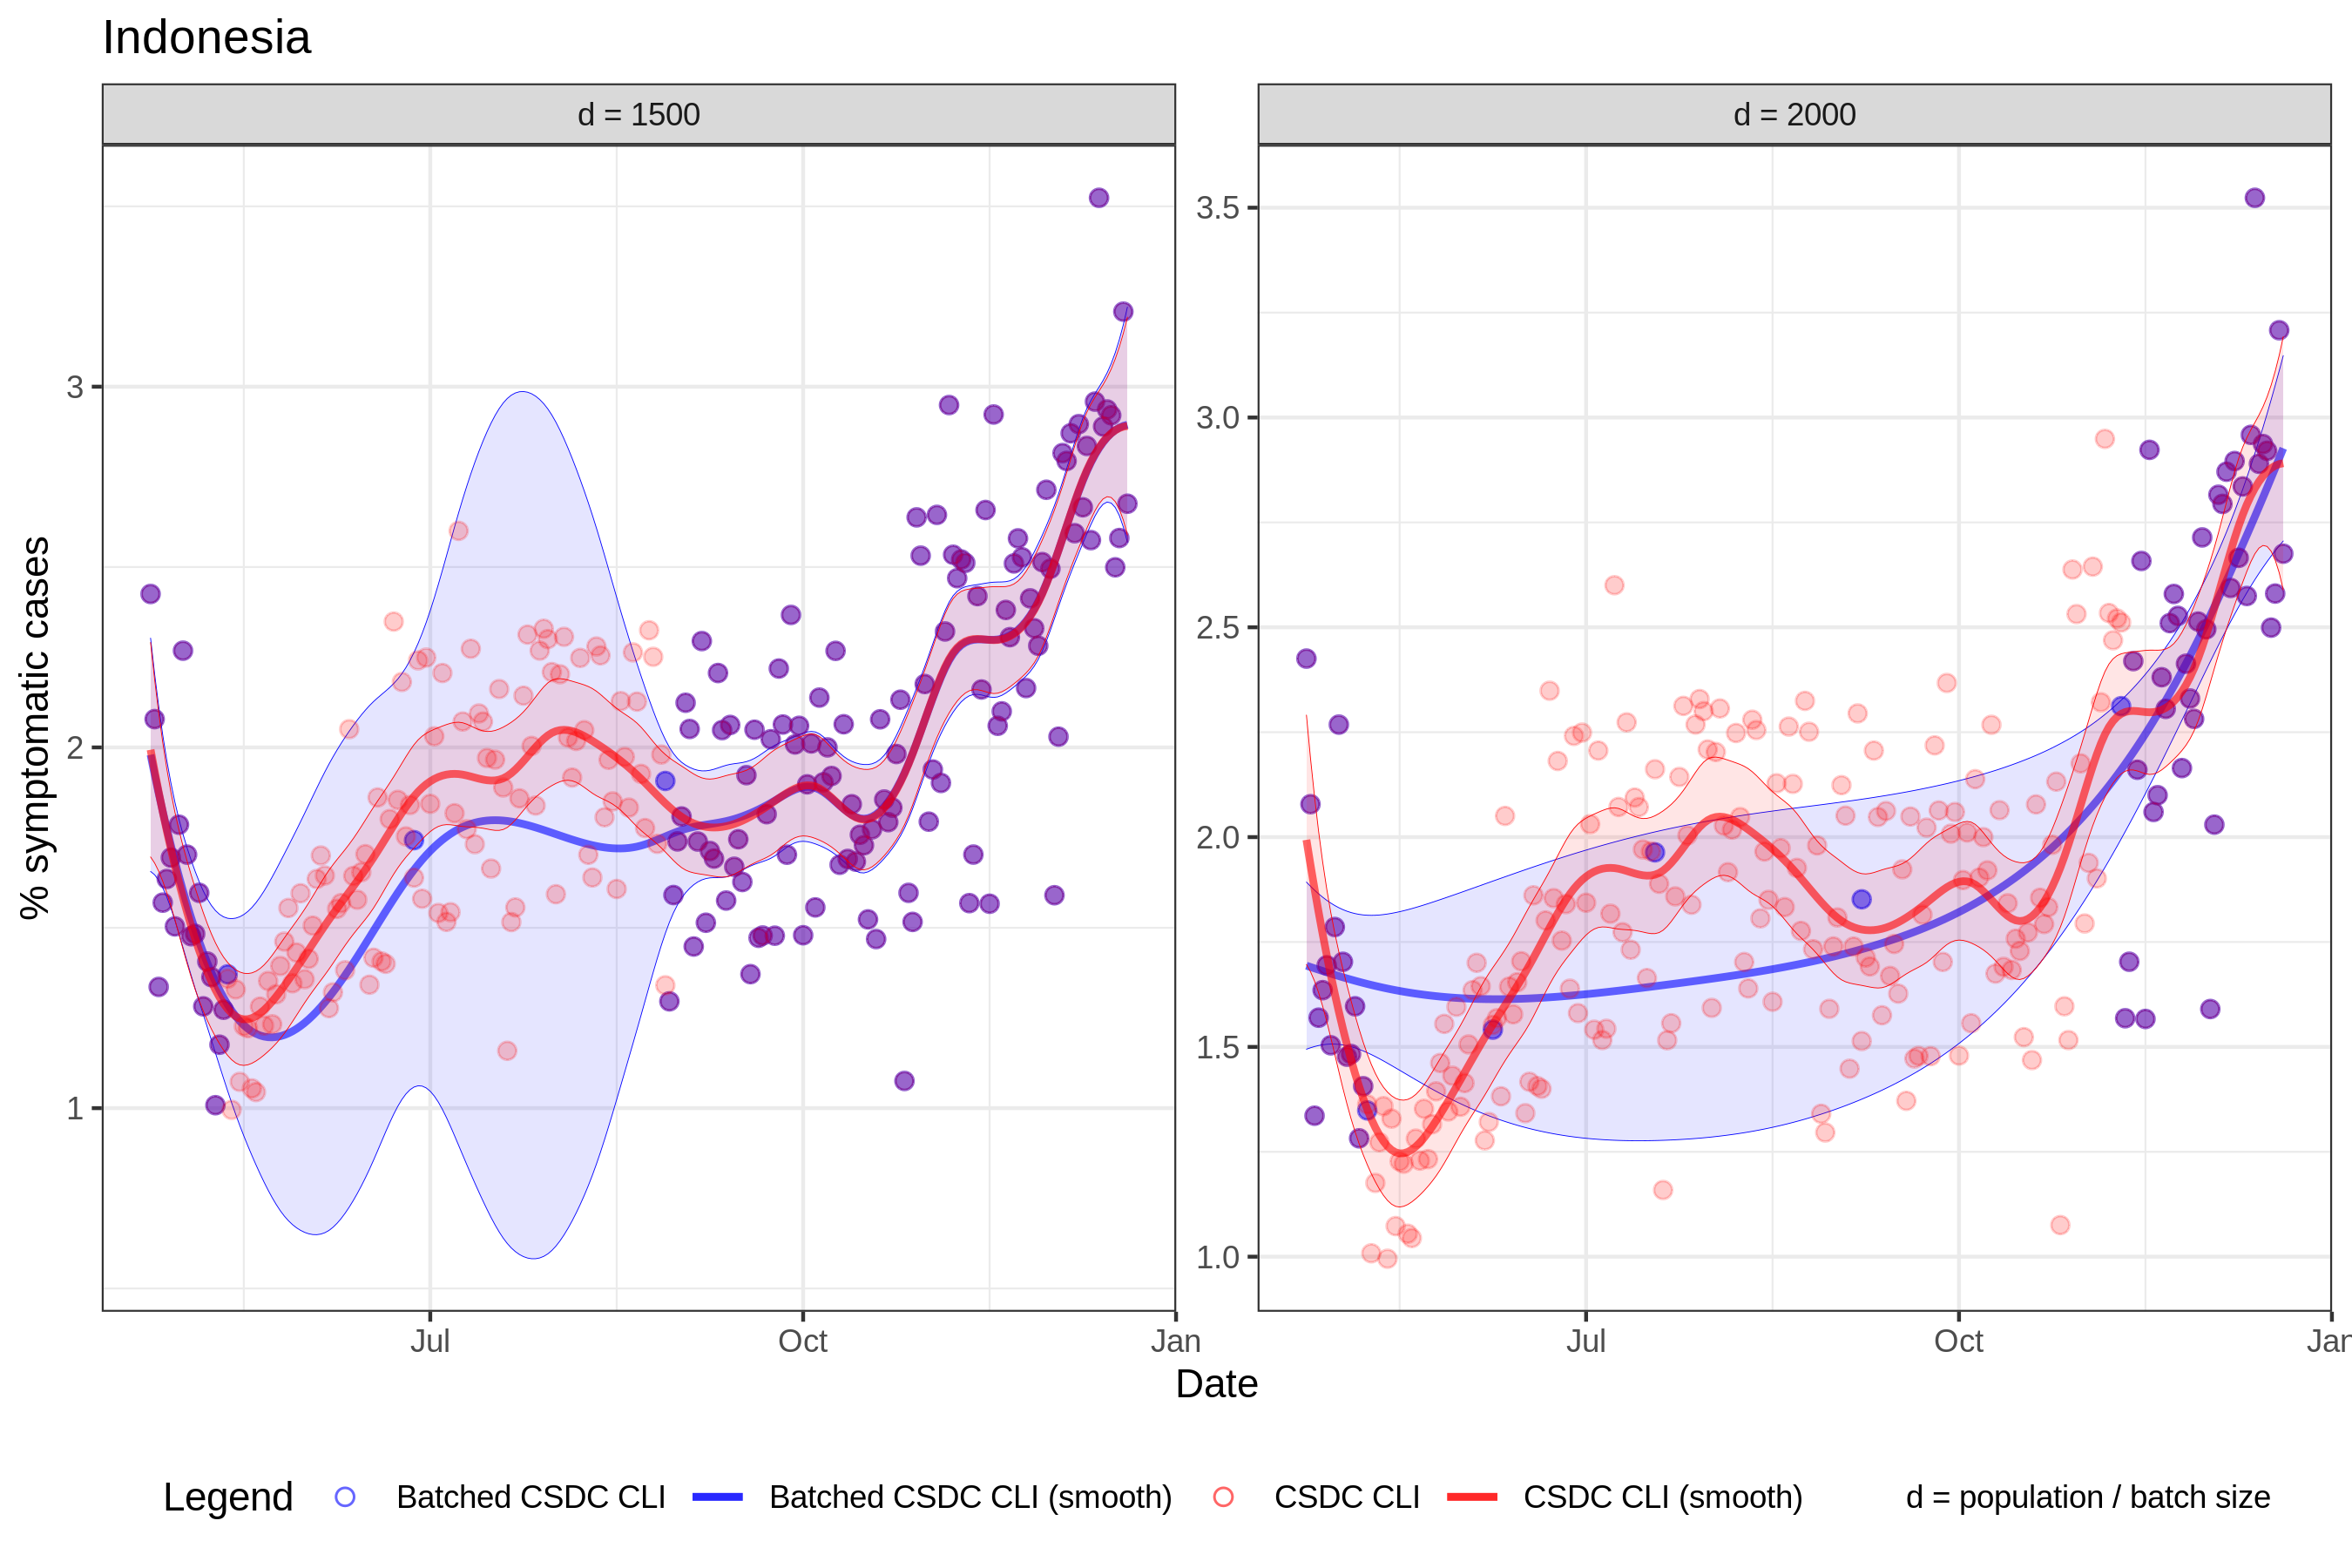 Indonesia
d = 1500
d = 2000
% symptomatic cases
3
2
1
3.5
3.0
2.5
2.0
1.5
1.0
Jul
Oct
Jan
Jul
Oct
Jan
Date
Legend
Batched CSDC CLI
Batched CSDC CLI (smooth)
CSDC CLI
CSDC CLI (smooth)
d = population / batch size